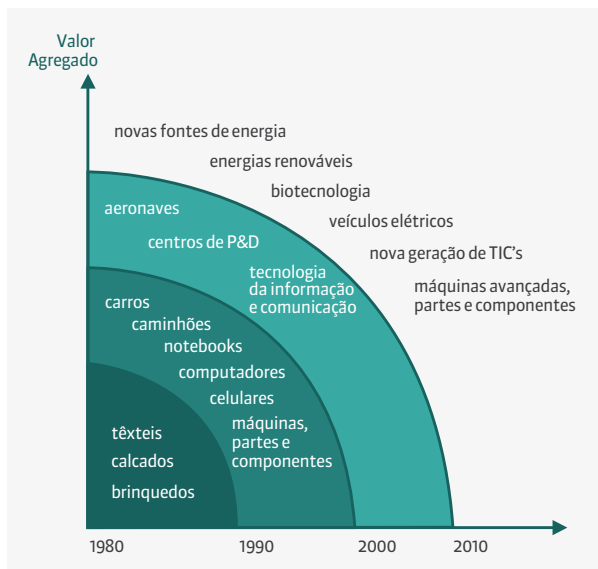 Valor
Agregado
novas fontes de energia
energias renováveis
biotecnologia
veículos elétricos
nova geração de TIC's
máquinas avançadas,
partes e componentes
aeronaves
centros de P&D
tecnologia
da informação
e comunicação
carros
caminhões
notebooks
computadores
celulares
máquinas,
partes e
componentes
têxteis
calcados
brinquedos
1980
1990
2000
2010